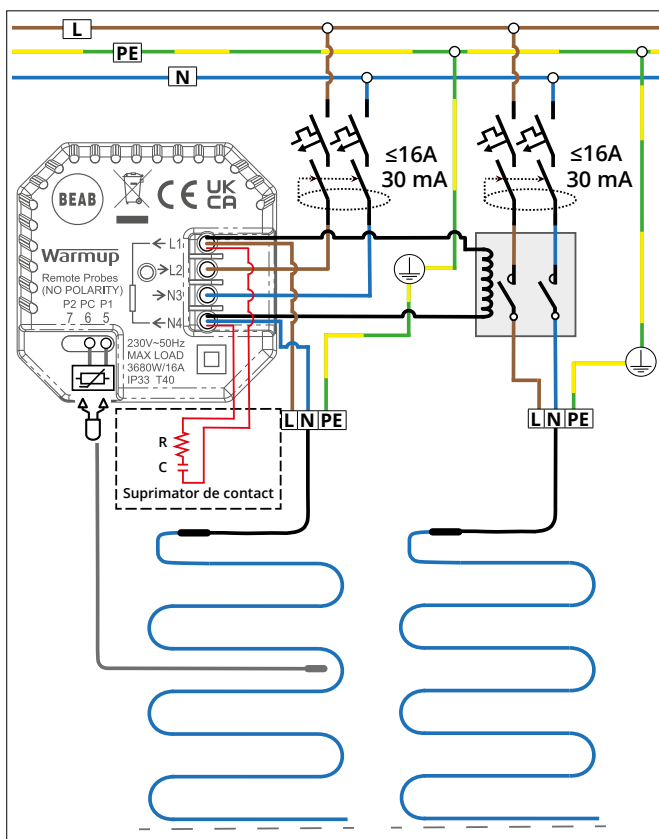 L
PE
N
≤16A
30 mA
≤16A
30 mA
BEAB
CE UK
CA
Warmup
Remote Probes
(NO POLARITY)
P2 PC P1
7 6 5
L1
L2
N3
N4
230V~50Hz
MAX LOAD
3680W/16A
IP33 T40
L N PE
L N PE
R
C
Suprimator de contact